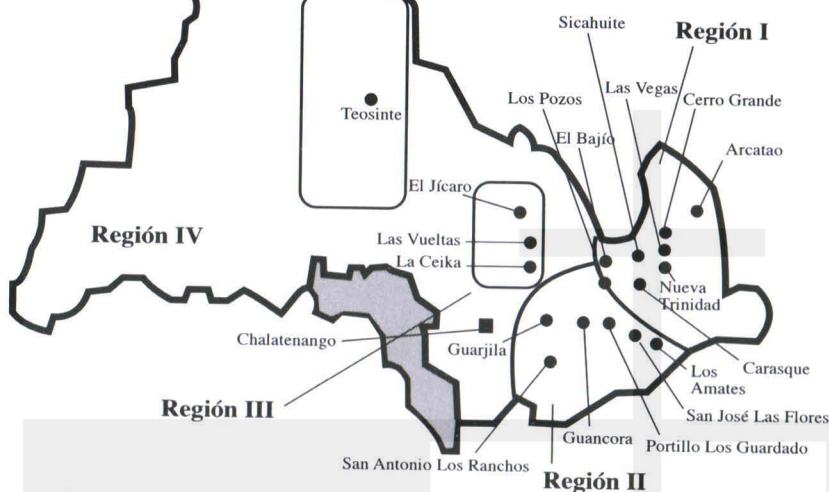 Sicahuite
Región I
Las Vegas
Los Pozos
Cerro Grande
Teosinte
El Bajío
Arcatao
El Jícaro
Región IV
Las Vueltas
La Ceika
Nueva
Trinidad
Chalatenango
Guarjila
Carasque
Los
Amates
Región III
San José Las Flores
Guancora
Portillo Los Guardado
San Antonio Los Ranchos
Región II